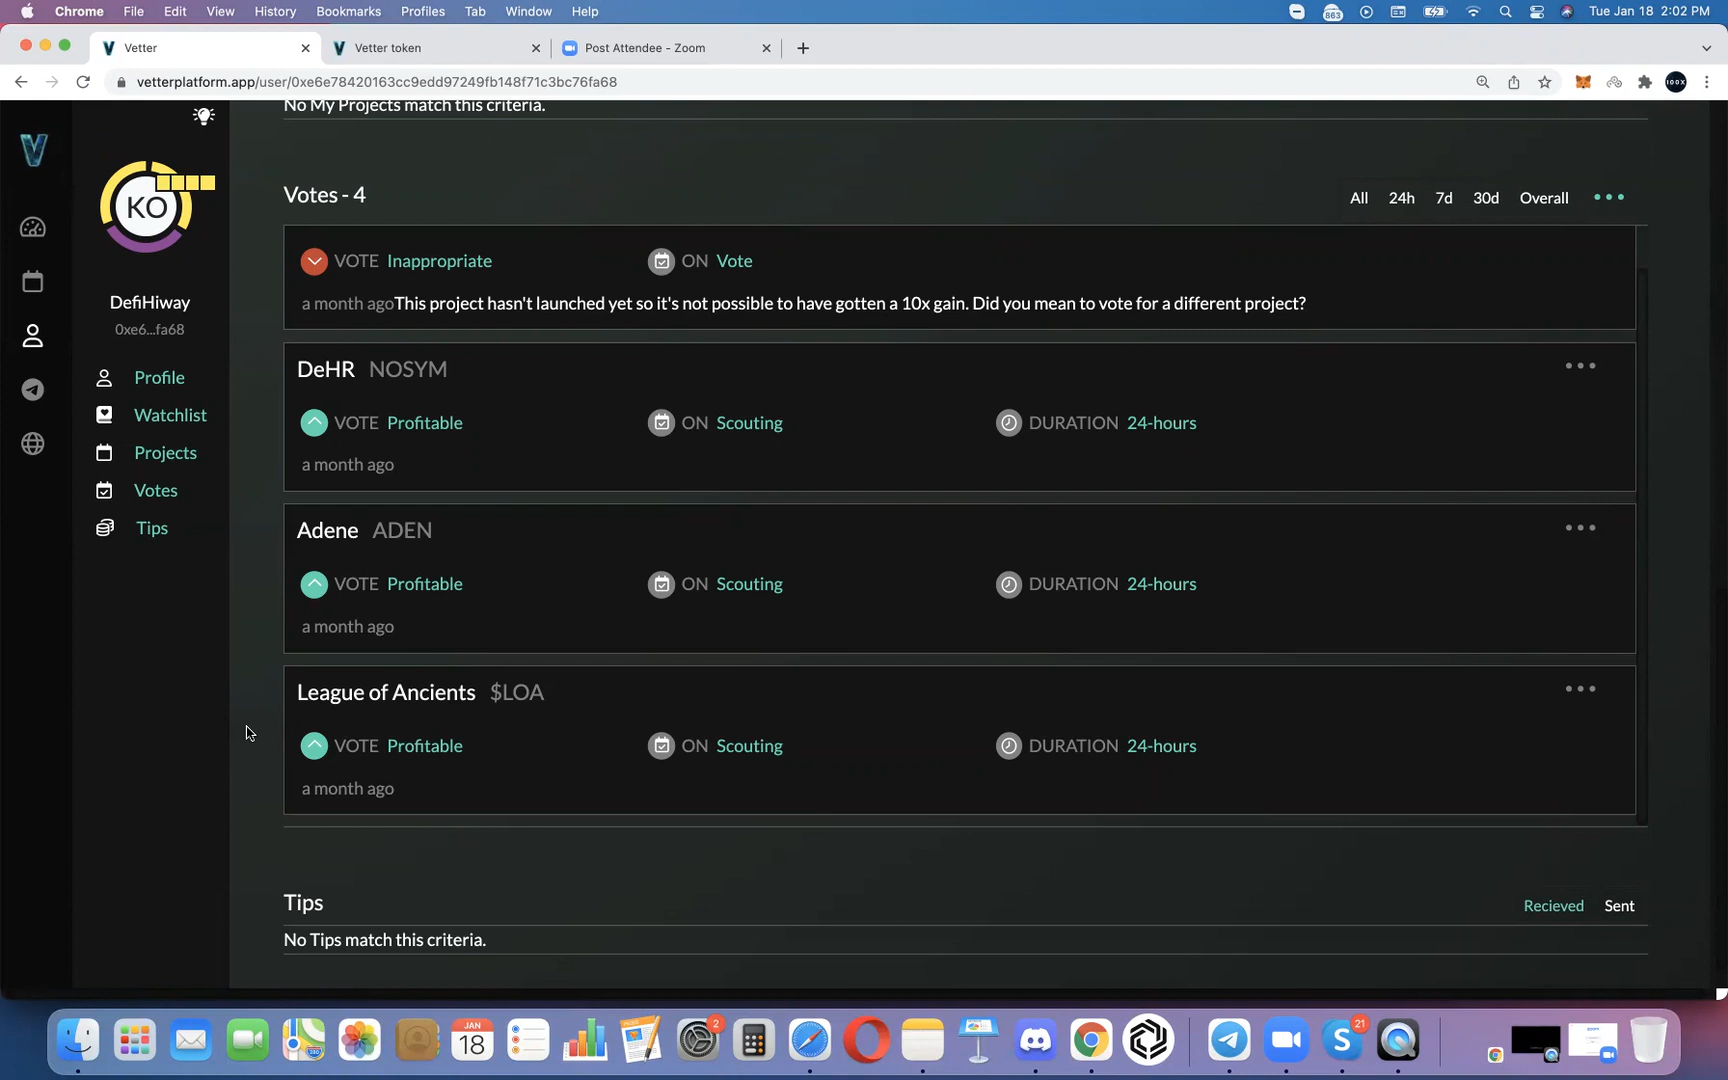 Chrome File Edit View History Bookmarks Profiles Tab Window Help 863 Tue Jan 18 2:02 PM
Vetter Vetter token Post Attendee - Zoom
vetterplatform.app/user/0xe6e78420163cc9edd97249fb148f71c3bc76fa68 100X
No My Projects match this criteria.
KO
DefiHiway
0xe6...fa68
Profile
Watchlist
Projects
Votes
Tips
Votes - 4 All 24h 7d 30d Overall
VOTE Inappropriate ON Vote
a month agoThis project hasn't launched yet so it's not possible to have gotten a 10x gain. Did you mean to vote for a different project?
DeHR NOSYM
VOTE Profitable ON Scouting DURATION 24-hours
a month ago
Adene ADEN
VOTE Profitable ON Scouting DURATION 24-hours
a month ago
League of Ancients $LOA
VOTE Profitable ON Scouting DURATION 24-hours
a month ago
Tips Recieved Sent
No Tips match this criteria.
JAN
18
2
21